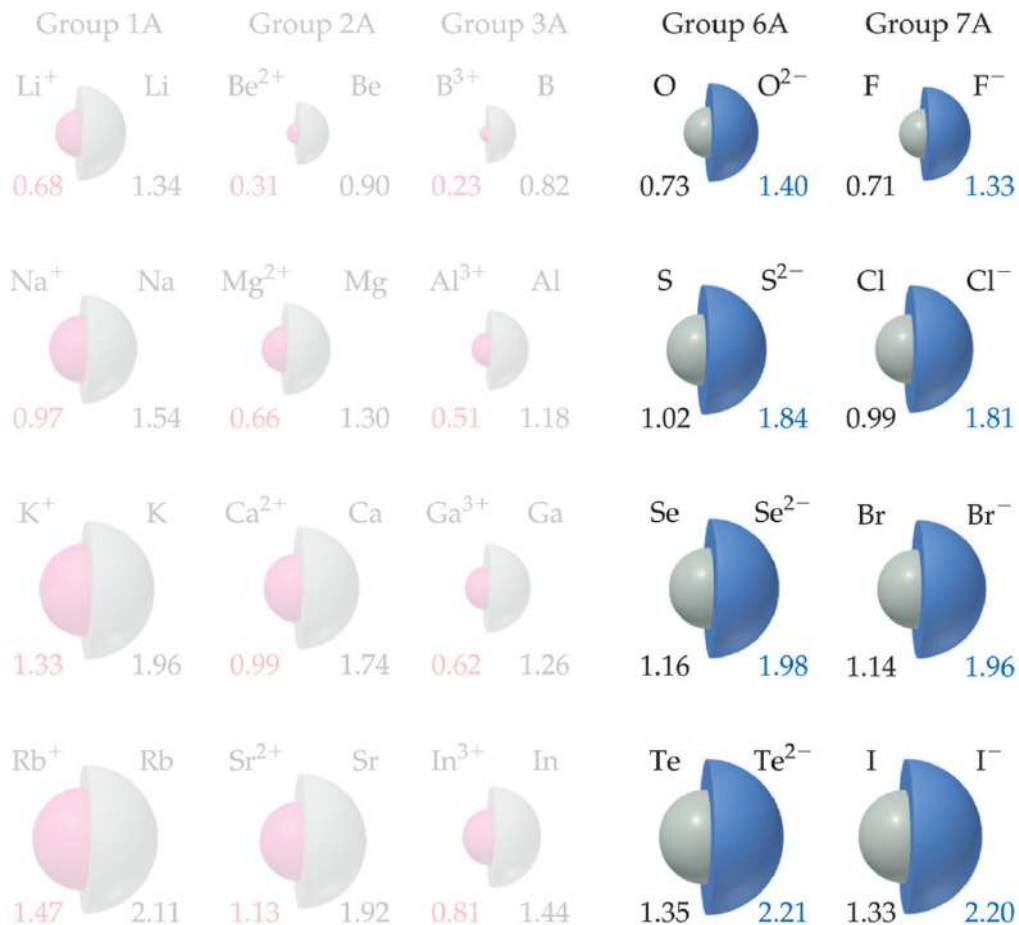 Group 1A Group 2A Group 3A Group 6A Group 7A
Li⁺ Li Be²⁺ Be B³⁺ B O O²⁻ F F⁻
0.68 1.34 0.31 0.90 0.23 0.82 0.73 1.40 0.71 1.33
Na⁺ Na Mg²⁺ Mg Al³⁺ Al S S²⁻ Cl Cl⁻
0.97 1.54 0.66 1.30 0.51 1.18 1.02 1.84 0.99 1.81
K⁺ K Ca²⁺ Ca Ga³⁺ Ga Se Se²⁻ Br Br⁻
1.33 1.96 0.99 1.74 0.62 1.26 1.16 1.98 1.14 1.96
Rb⁺ Rb Sr²⁺ Sr In³⁺ In Te Te²⁻ I I⁻
1.47 2.11 1.13 1.92 0.81 1.44 1.35 2.21 1.33 2.20